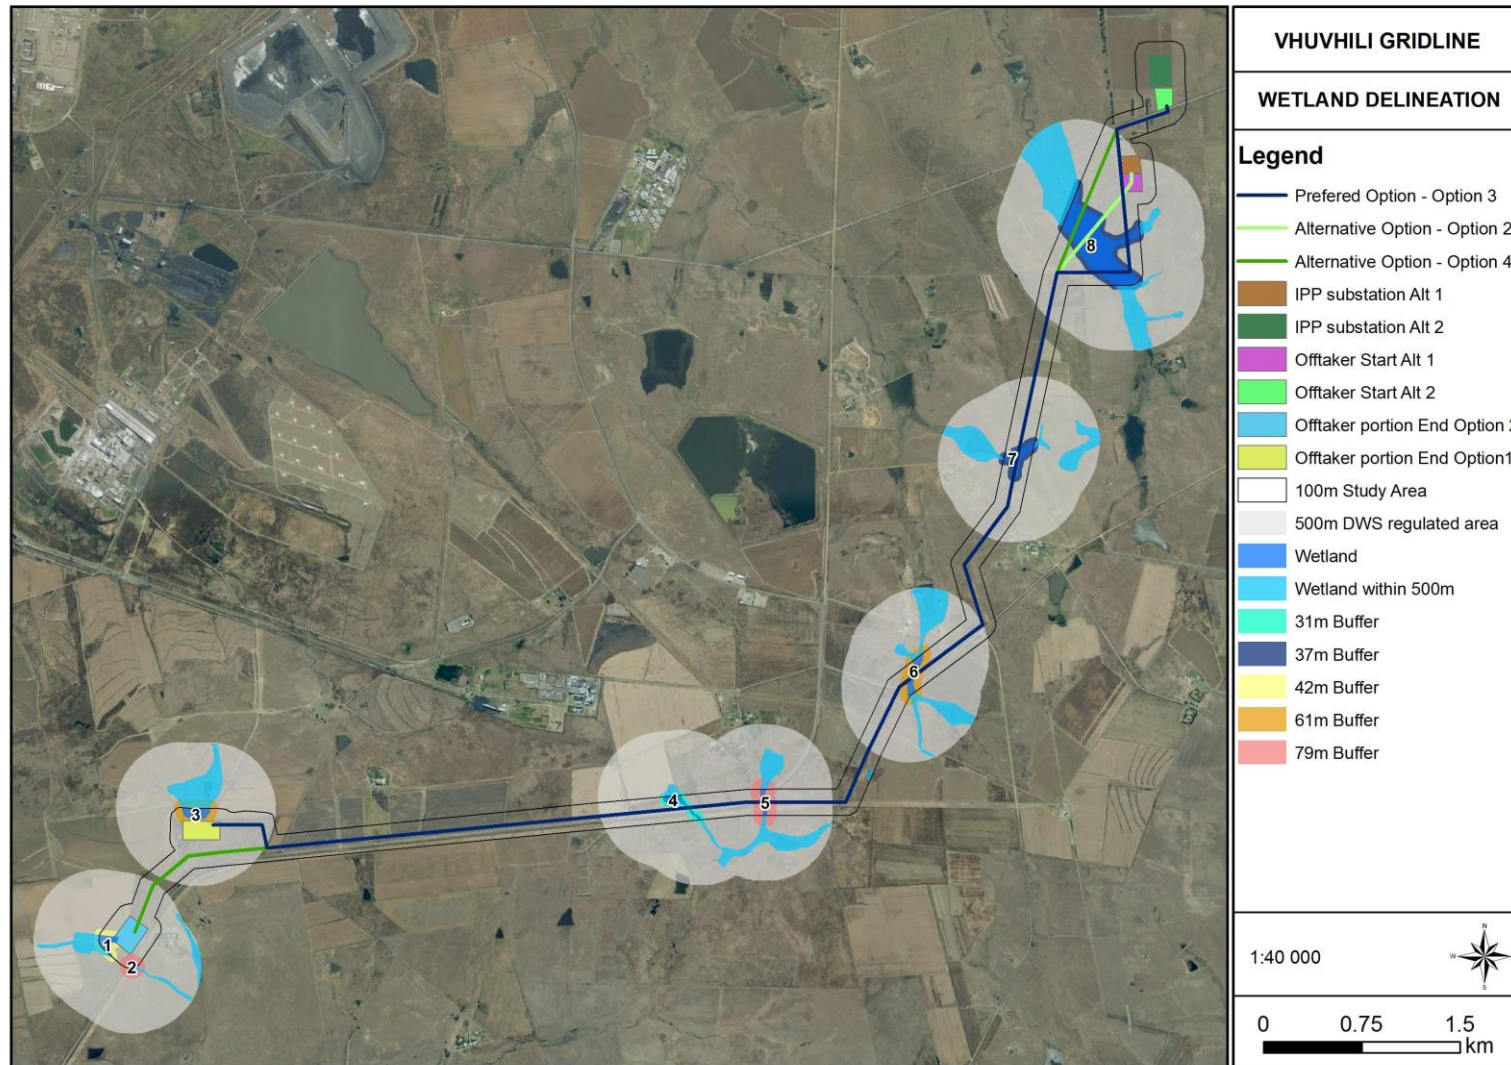 VHUVHILI GRIDLINE
WETLAND DELINEATION
Legend
Prefered Option - Option 3
Alternative Option - Option 2
Alternative Option - Option 4
IPP substation Alt 1
IPP substation Alt 2
Offtaker Start Alt 1
Offtaker Start Alt 2
Offtaker portion End Option 2
Offtaker portion End Option1
100m Study Area
500m DWS regulated area
Wetland
Wetland within 500m
31m Buffer
37m Buffer
42m Buffer
61m Buffer
79m Buffer
8
7
6
5
4
3
1
2
1:40 000
N
W
S
0 0.75 1.5
km